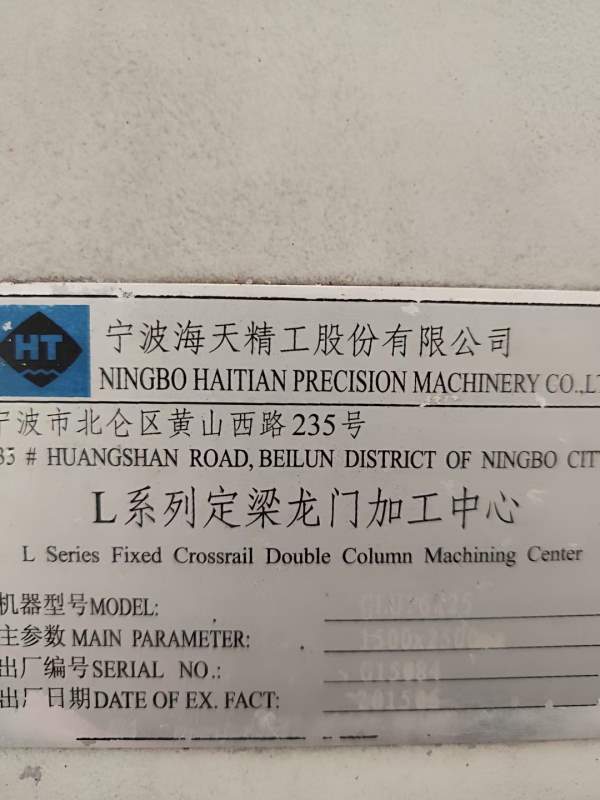 HT
宁波海天精工股份有限公司
NINGBO HAITIAN PRECISION MACHINERY CO.,LT
宁波市北仑区黄山西路235号
35 # HUANGSHAN ROAD, BEILUN DISTRICT OF NINGBO CITY
L系列定梁龙门加工中心
L Series Fixed Crossrail Double Column Machining Center
机器型号MODEL:
主参数 MAIN PARAMETER:
出厂编号SERIAL NO.:
出厂日期DATE OF EX. FACT: